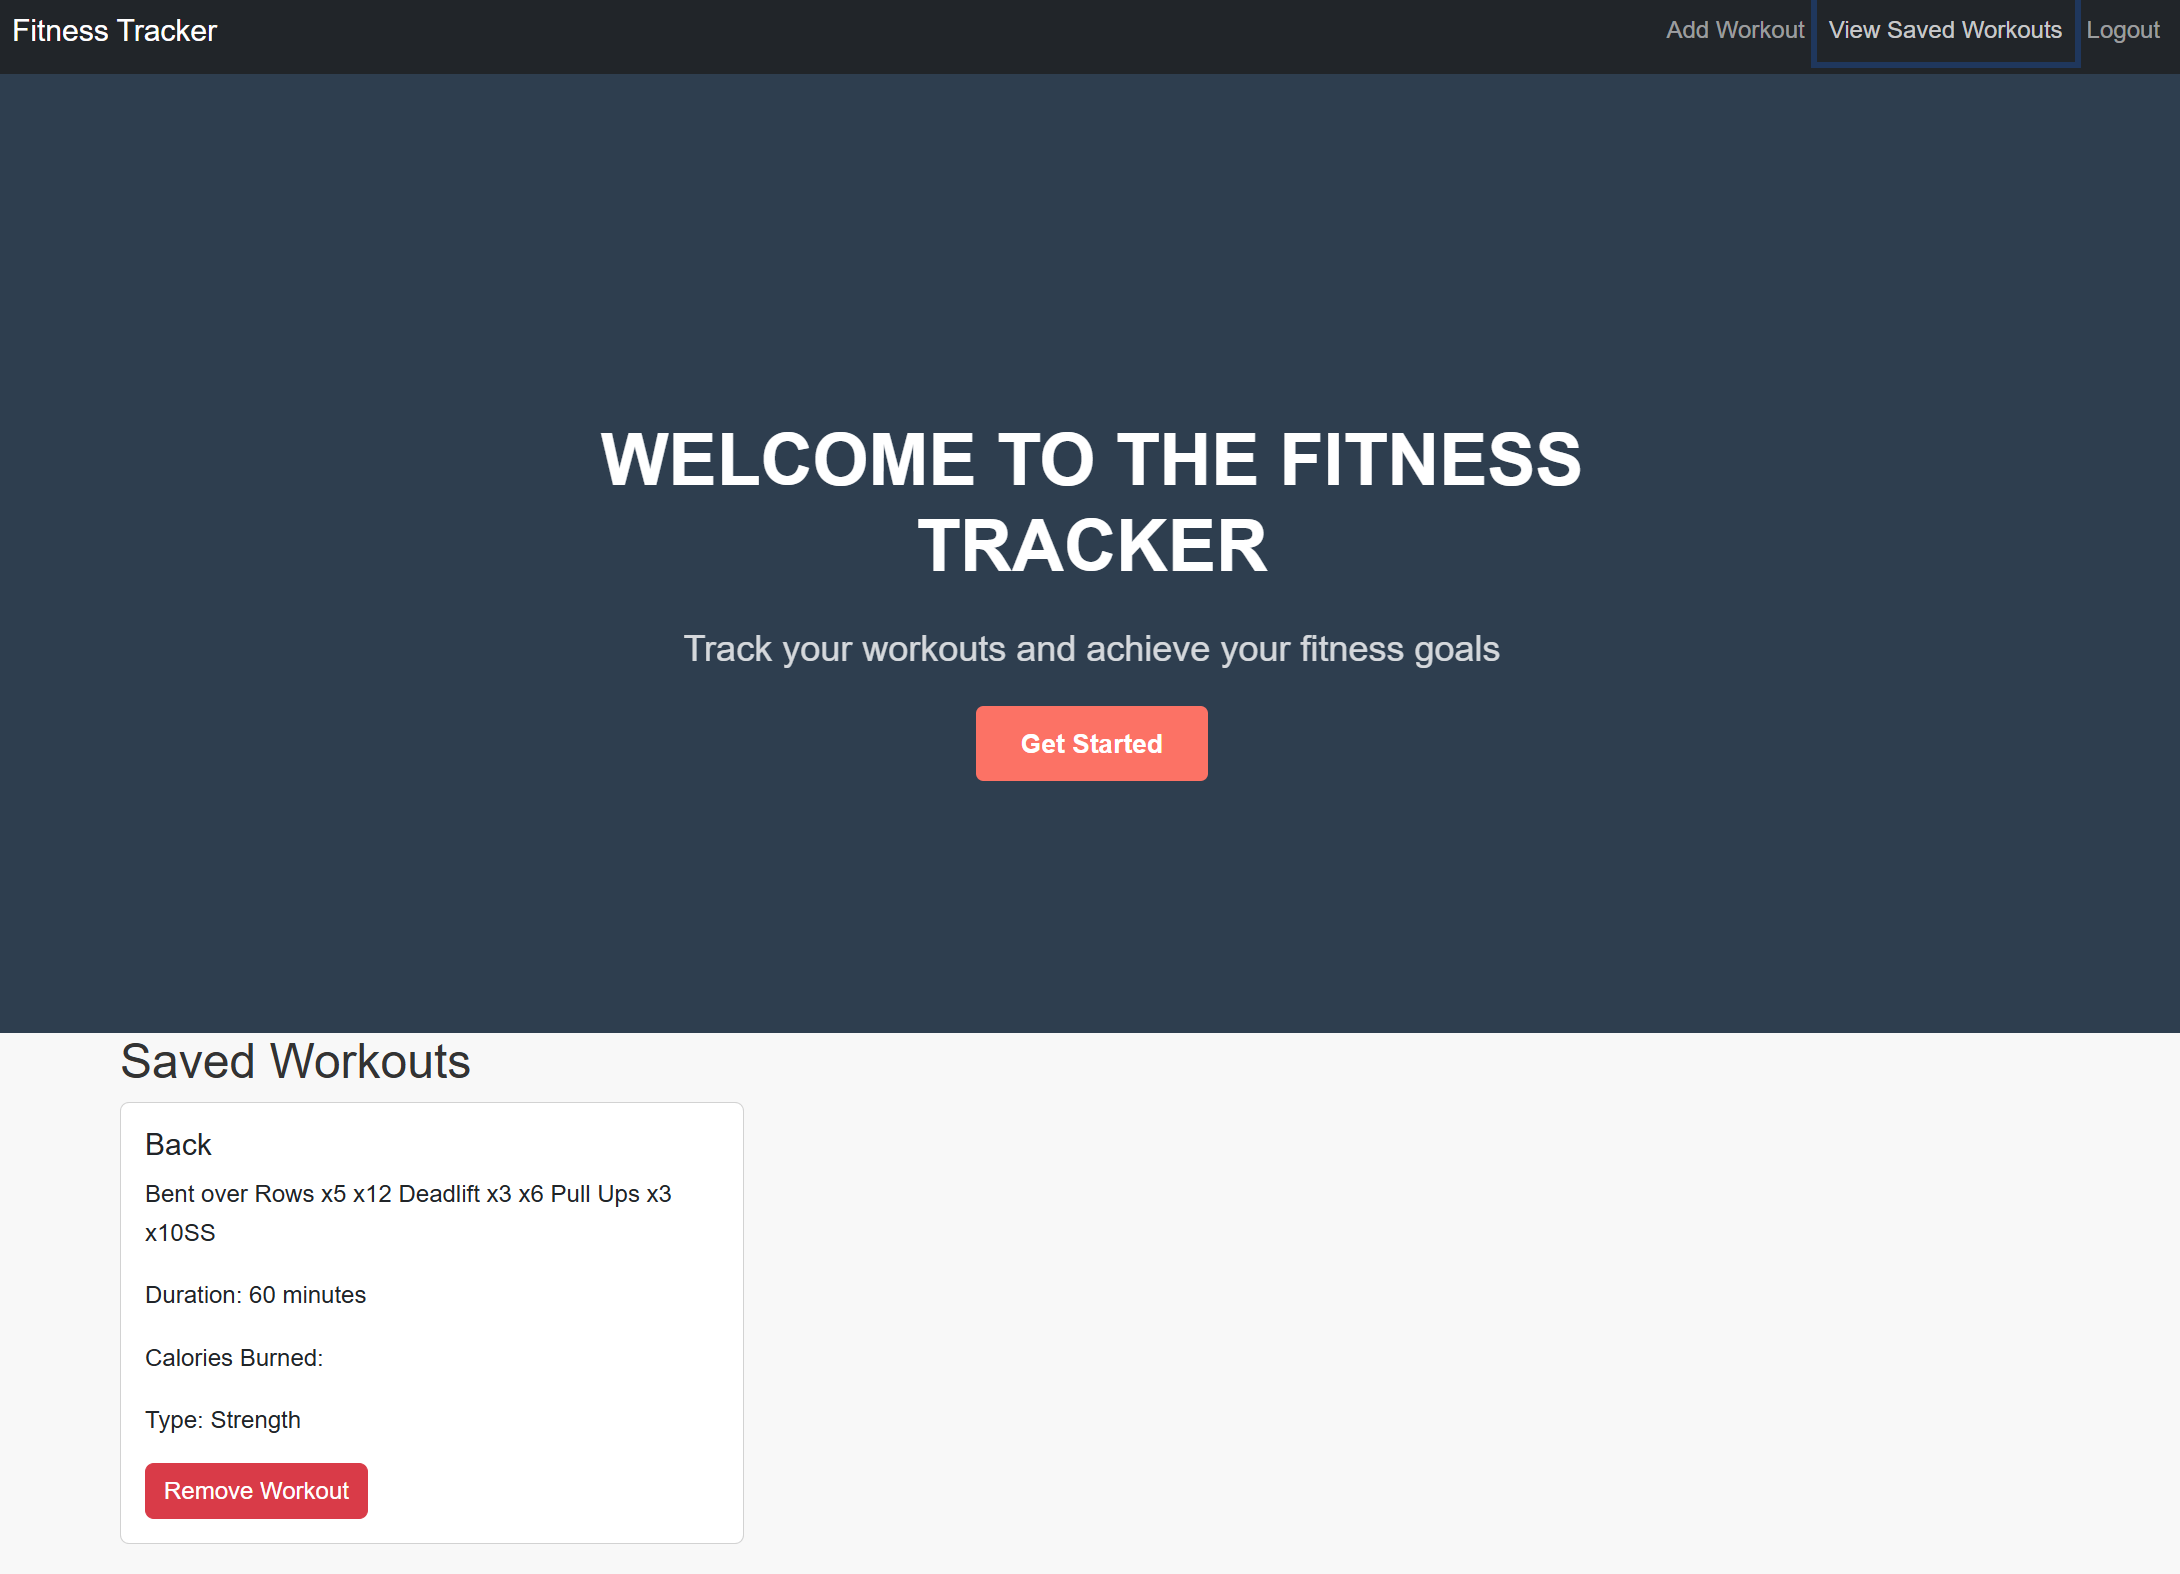 Fitness Tracker
Add Workout View Saved Workouts Logout
WELCOME TO THE FITNESS
TRACKER
Track your workouts and achieve your fitness goals
Get Started
Saved Workouts
Back
Bent over Rows x5 x12 Deadlift x3 x6 Pull Ups x3
x10SS
Duration: 60 minutes
Calories Burned:
Type: Strength
Remove Workout